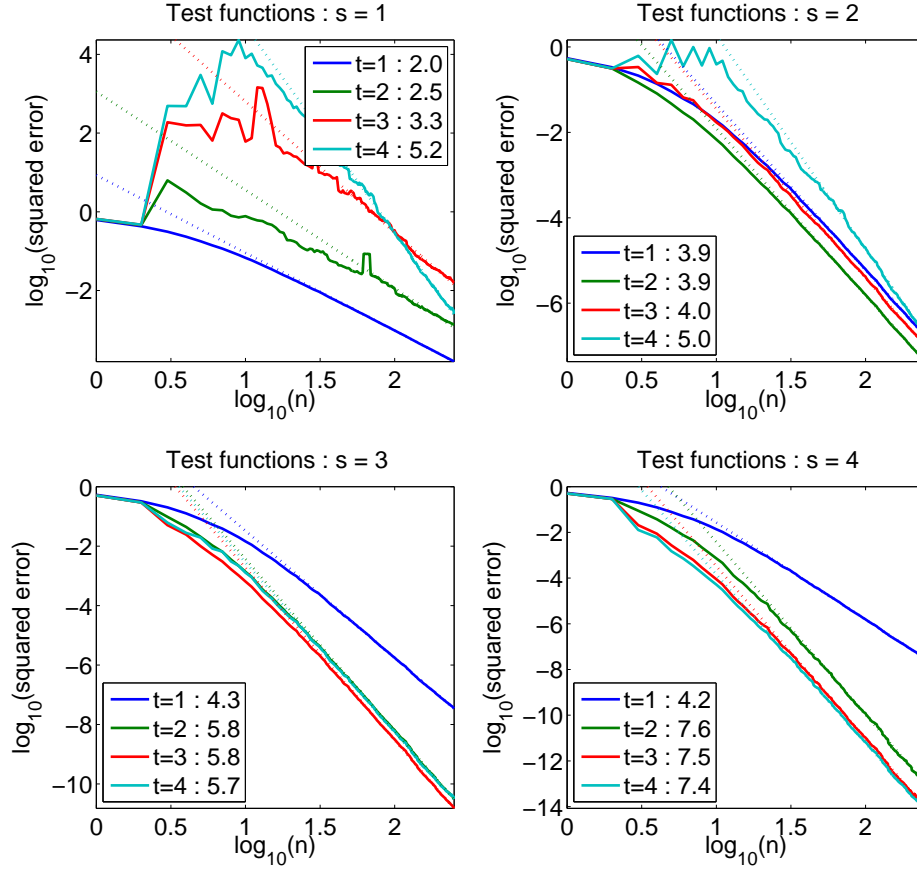 Test functions : s = 1
log10(squared error)
4
2
0
−2
t=1 : 2.0
t=2 : 2.5
t=3 : 3.3
t=4 : 5.2
0
0.5
1
1.5
2
log10(n)
Test functions : s = 2
log10(squared error)
0
−2
−4
−6
t=1 : 3.9
t=2 : 3.9
t=3 : 4.0
t=4 : 5.0
0
0.5
1
1.5
2
log10(n)
Test functions : s = 3
log10(squared error)
0
−2
−4
−6
−8
−10
t=1 : 4.3
t=2 : 5.8
t=3 : 5.8
t=4 : 5.7
0
0.5
1
1.5
2
log10(n)
Test functions : s = 4
log10(squared error)
0
−2
−4
−6
−8
−10
−12
−14
t=1 : 4.2
t=2 : 7.6
t=3 : 7.5
t=4 : 7.4
0
0.5
1
1.5
2
log10(n)